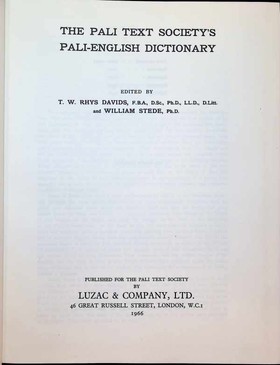 THE PALI TEXT SOCIETY'S
PALI-ENGLISH DICTIONARY
EDITED BY
T. W. RHYS DAVIDS, F.B.A., D.Sc., Ph.D., LL.D., D.Litt.
and WILLIAM STEDE, Ph.D.
PUBLISHED FOR THE PALI TEXT SOCIETY
BY
LUZAC & COMPANY, LTD.
46 GREAT RUSSELL STREET, LONDON, W.C.1
1966